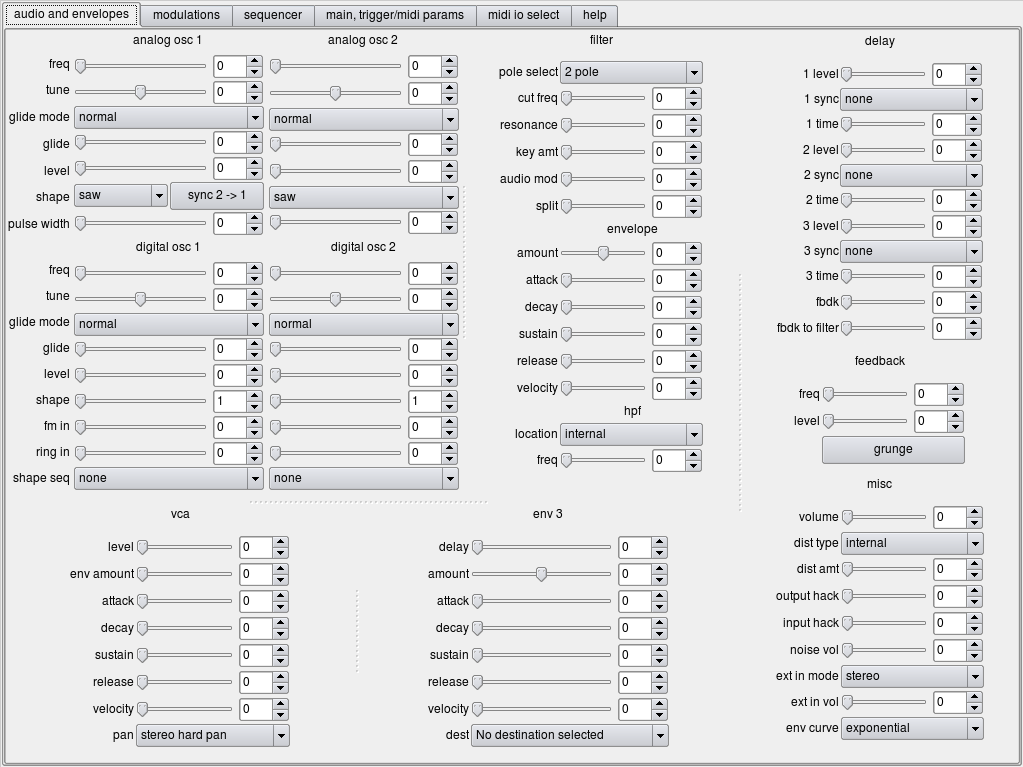 audio and envelopes modulations sequencer main, trigger/midi params midi io select help
analog osc 1 analog osc 2
freq 0 0
tune 0 0
glide mode normal normal
glide 0 0
level 0 0
shape saw sync 2 -> 1 saw
pulse width 0 0
digital osc 1 digital osc 2
freq 0 0
tune 0 0
glide mode normal normal
glide 0 0
level 0 0
shape 1 1
fm in 0 0
ring in 0 0
shape seq none none
filter
pole select 2 pole
cut freq 0
resonance 0
key amt 0
audio mod 0
split 0
envelope
amount 0
attack 0
decay 0
sustain 0
release 0
velocity 0
hpf
location internal
freq 0
delay
1 level 0
1 sync none
1 time 0
2 level 0
2 sync none
2 time 0
3 level 0
3 sync none
3 time 0
fbdk 0
fbdk to filter 0
feedback
freq 0
level 0
grunge
vca
level 0
env amount 0
attack 0
decay 0
sustain 0
release 0
velocity 0
pan stereo hard pan
env 3
delay 0
amount 0
attack 0
decay 0
sustain 0
release 0
velocity 0
dest No destination selected
misc
volume 0
dist type internal
dist amt 0
output hack 0
input hack 0
noise vol 0
ext in mode stereo
ext in vol 0
env curve exponential